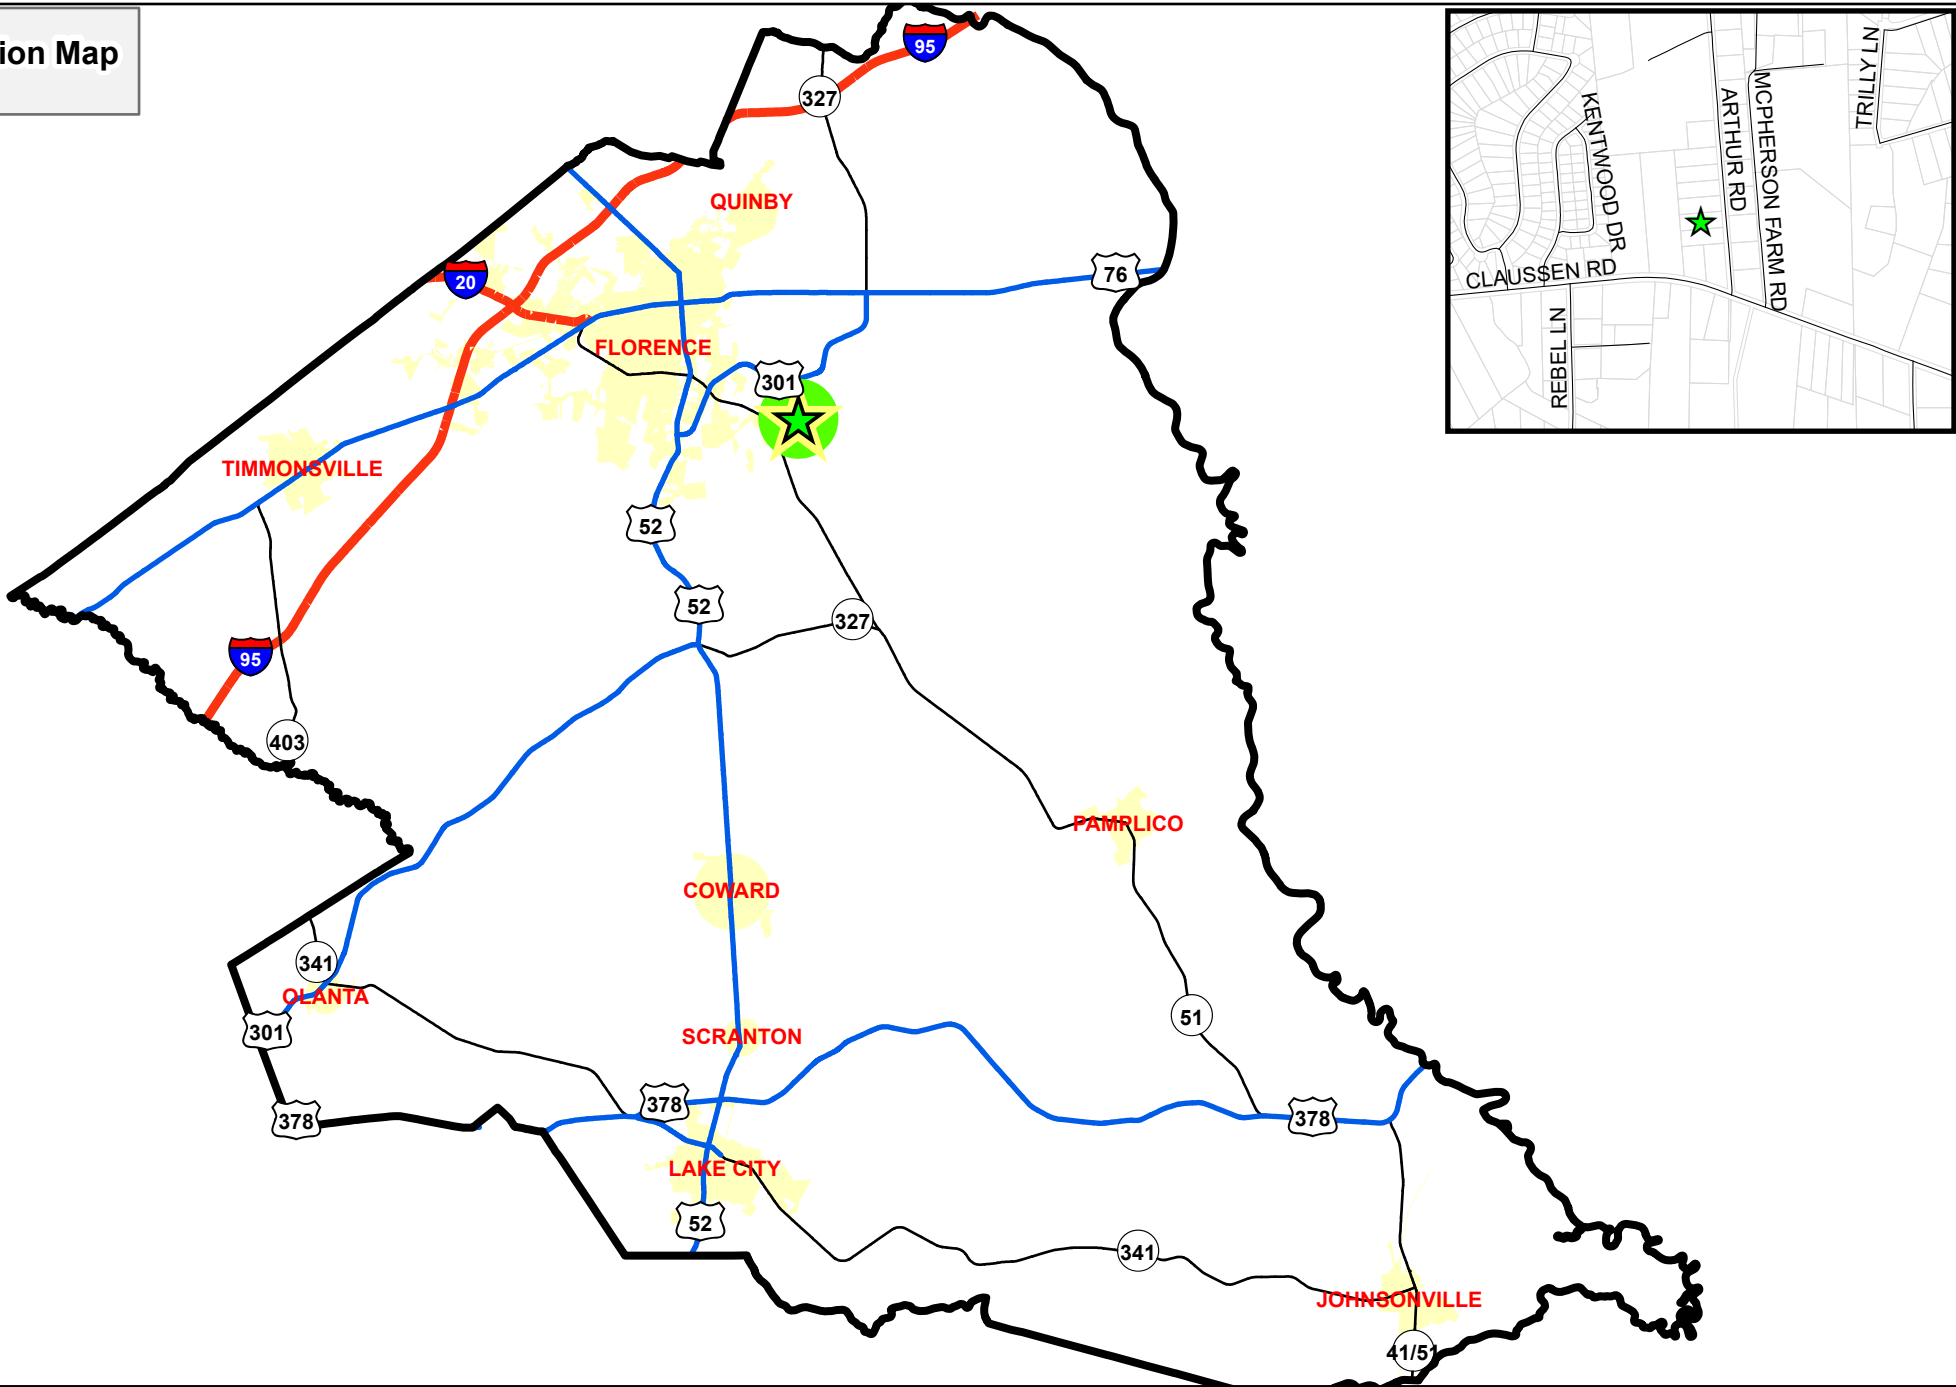 ion Map
95
327
QUINBY
20
76
FLORENCE
301
TIMMONSVILLE
52
52
327
95
403
PAMPLICO
COWARD
341
OLANTA
301
51
SCRANTON
378
378
378
LAKE CITY
52
341
JOHNSONVILLE
41/51
TRILLY LN
KENTWOOD DR
ARTHUR RD
MCPHERSON FARM RD
CLAUSSEN RD
REBEL LN